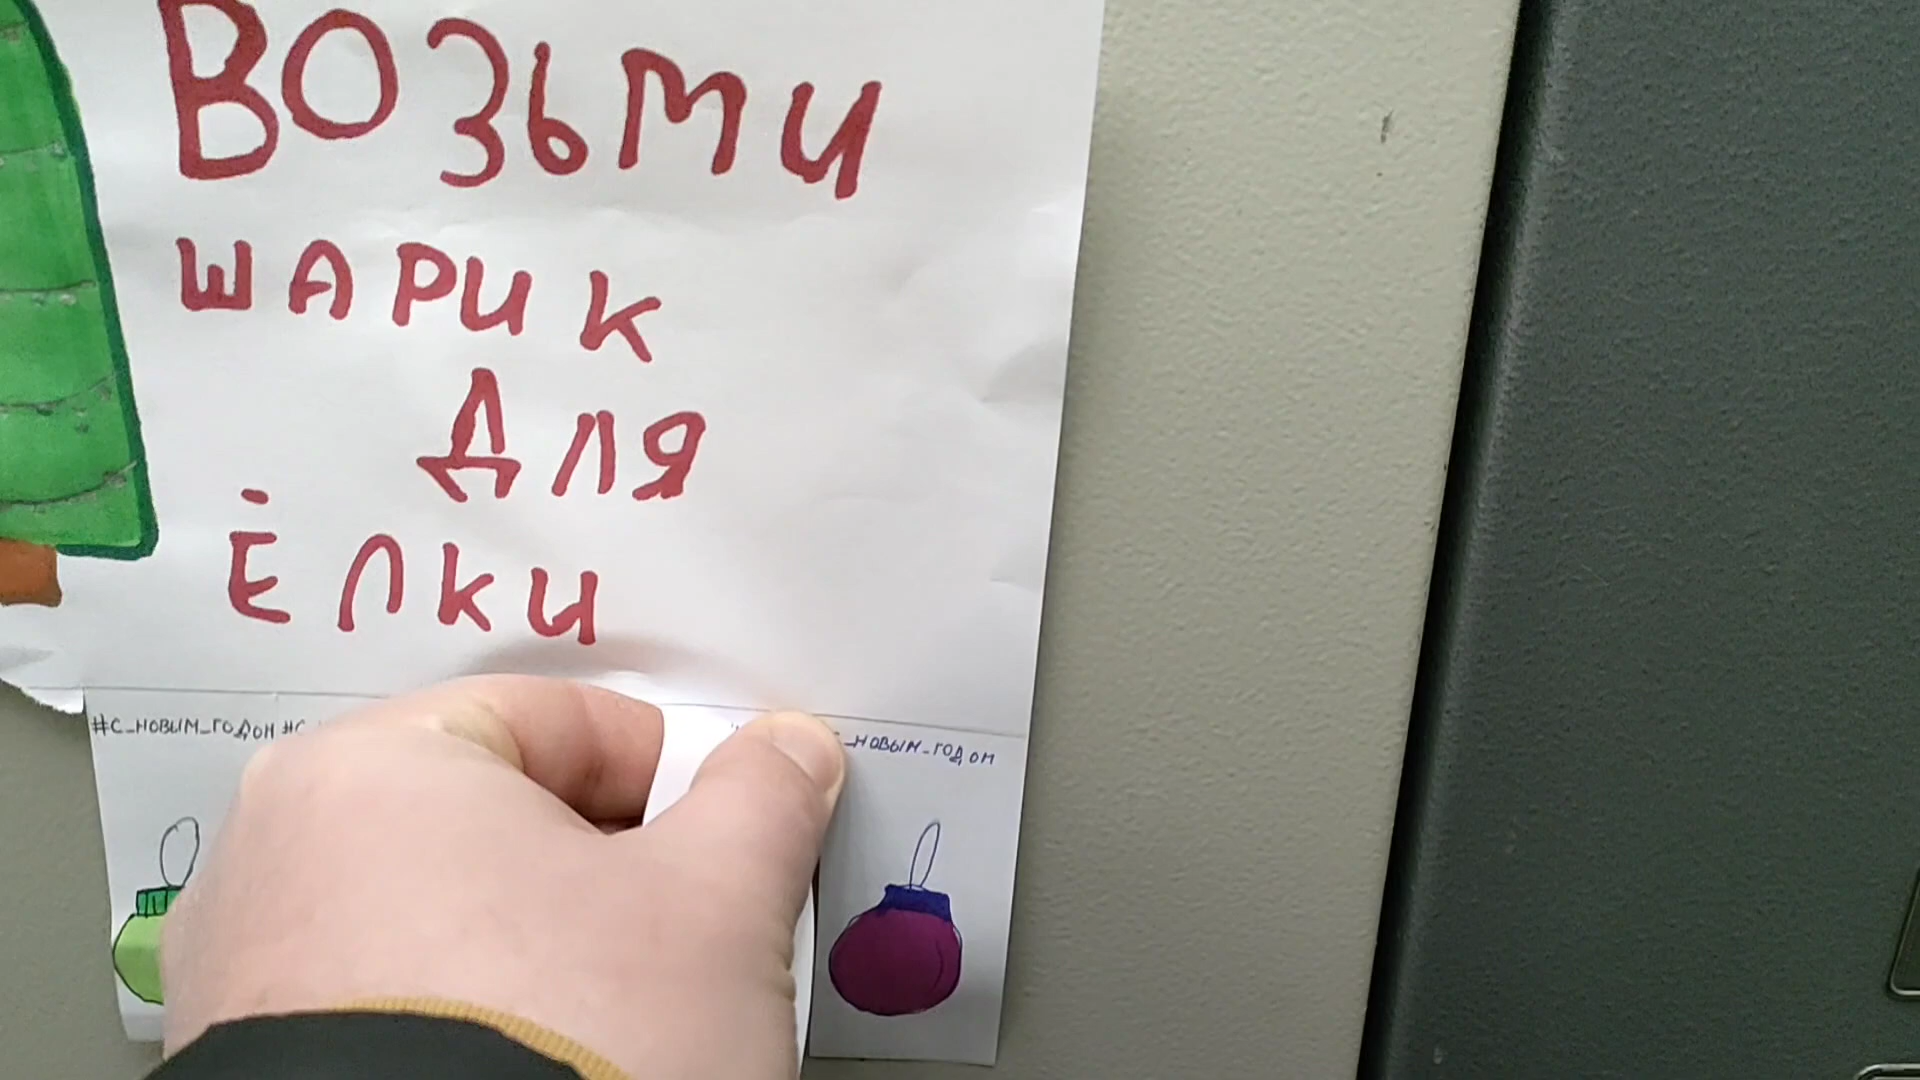 ВОЗЬМИ
ШАРИК
ДЛЯ
ЁЛКИ
#С_НОВЫМ_ГОДОМ #С
_НОВЫМ_ГОДОМ